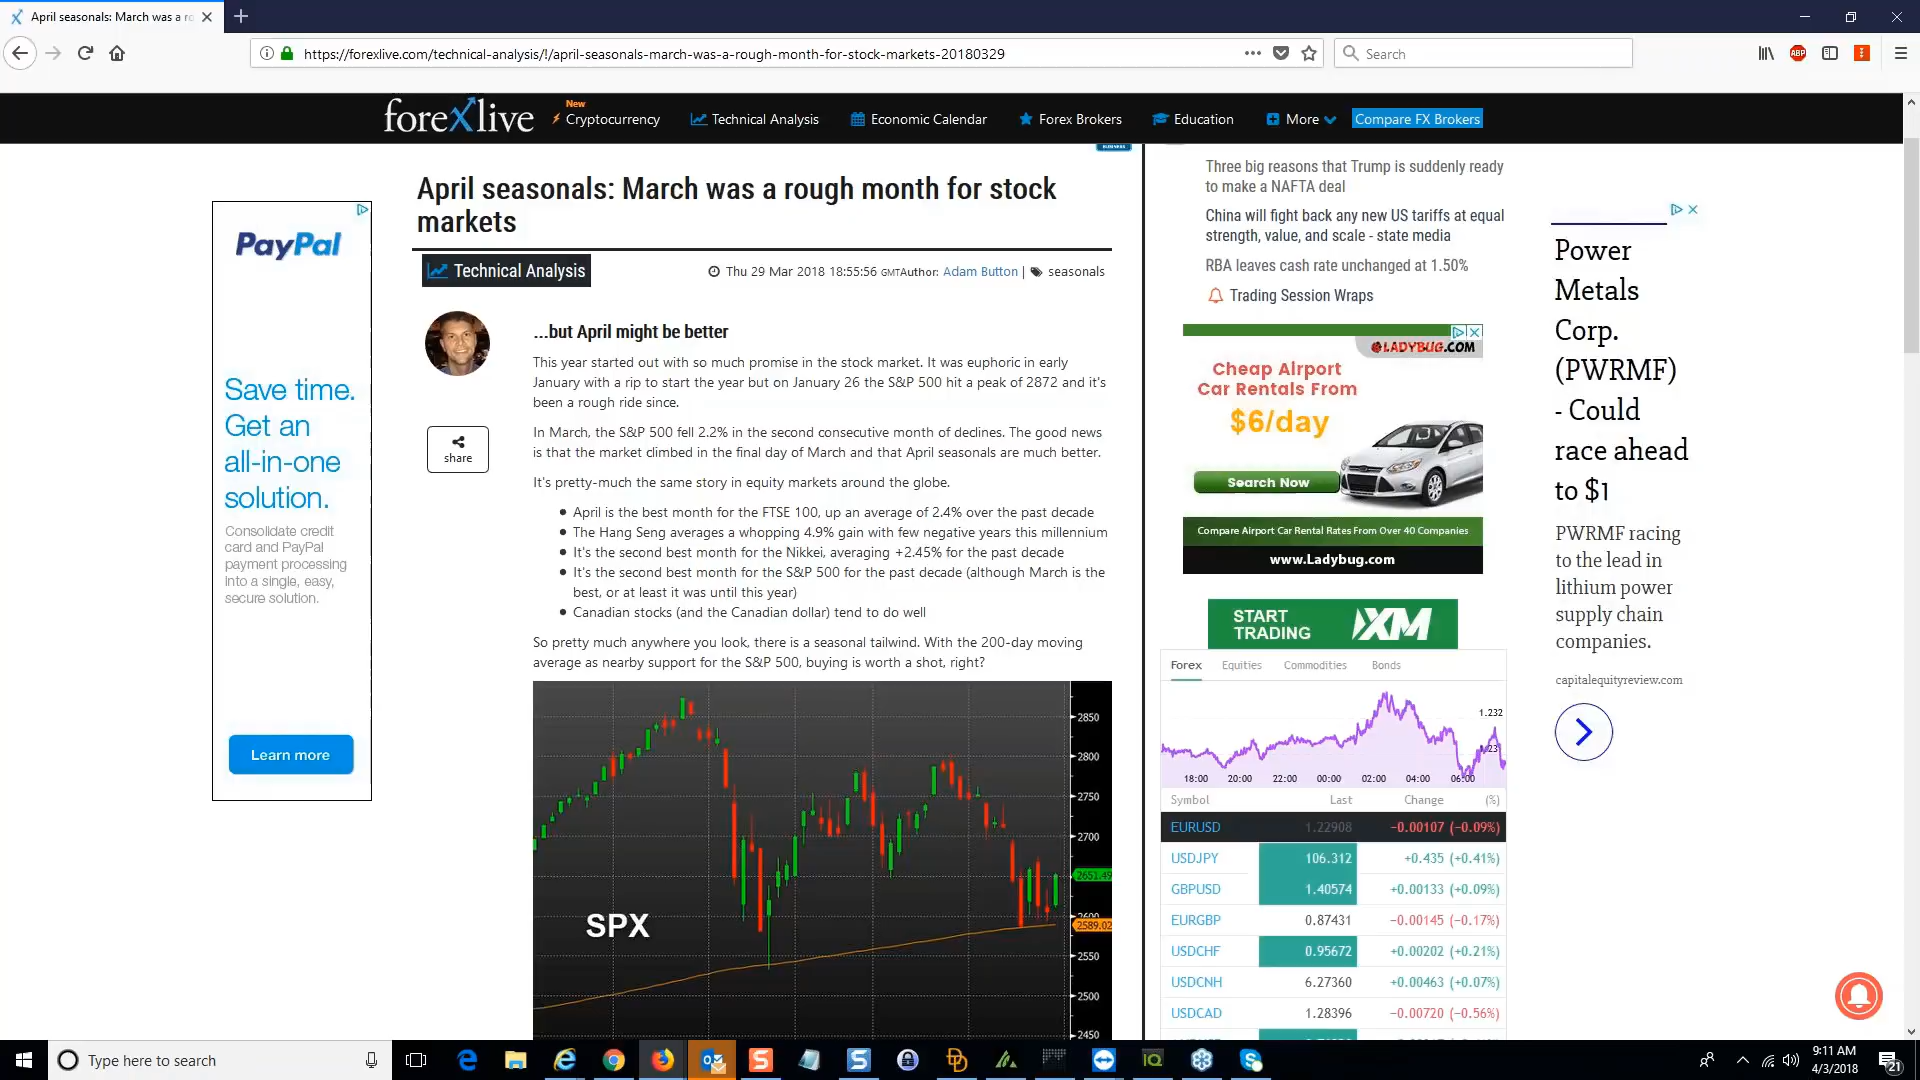 April seasonals: March was a ro
https://forexlive.com/technical-analysis/!/april-seasonals-march-was-a-rough-month-for-stock-markets-20180329
Search
ABP
forexlive
New
Cryptocurrency
Technical Analysis
Economic Calendar
Forex Brokers
Education
More
Compare FX Brokers
BUSINESS
April seasonals: March was a rough month for stock
markets
Technical Analysis
Thu 29 Mar 2018 18:55:56 GMTAuthor: Adam Button | seasonals
share
...but April might be better
This year started out with so much promise in the stock market. It was euphoric in early
January with a rip to start the year but on January 26 the S&P 500 hit a peak of 2872 and it's
been a rough ride since.
In March, the S&P 500 fell 2.2% in the second consecutive month of declines. The good news
is that the market climbed in the final day of March and that April seasonals are much better.
It's pretty-much the same story in equity markets around the globe.
April is the best month for the FTSE 100, up an average of 2.4% over the past decade
The Hang Seng averages a whopping 4.9% gain with few negative years this millennium
It's the second best month for the Nikkei, averaging +2.45% for the past decade
It's the second best month for the S&P 500 for the past decade (although March is the
best, or at least it was until this year)
Canadian stocks (and the Canadian dollar) tend to do well
So pretty much anywhere you look, there is a seasonal tailwind. With the 200-day moving
average as nearby support for the S&P 500, buying is worth a shot, right?
SPX
2850
2800
2750
2700
2651.49
2600
2589.02
2550
2500
2450
PayPal
Save time.
Get an
all-in-one
solution.
Consolidate credit
card and PayPal
payment processing
into a single, easy,
secure solution.
Learn more
Three big reasons that Trump is suddenly ready
to make a NAFTA deal
China will fight back any new US tariffs at equal
strength, value, and scale - state media
RBA leaves cash rate unchanged at 1.50%
Trading Session Wraps
LADYBUG.COM
Cheap Airport
Car Rentals From
$6/day
Search Now
Compare Airport Car Rental Rates From Over 40 Companies
www.Ladybug.com
START
TRADING
XM
Forex Equities Commodities Bonds
1.232
1.23
18:00 20:00 22:00 00:00 02:00 04:00 06:00
Symbol Last Change (%)
EURUSD 1.22908 -0.00107 (-0.09%)
USDJPY 106.312 +0.435 (+0.41%)
GBPUSD 1.40574 +0.00133 (+0.09%)
EURGBP 0.87431 -0.00145 (-0.17%)
USDCHF 0.95672 +0.00202 (+0.21%)
USDCNH 6.27360 +0.00463 (+0.07%)
USDCAD 1.28396 -0.00720 (-0.56%)
Power
Metals
Corp.
(PWRMF)
- Could
race ahead
to $1
PWRMF racing
to the lead in
lithium power
supply chain
companies.
capitalequityreview.com
Type here to search
9:11 AM
4/3/2018
21